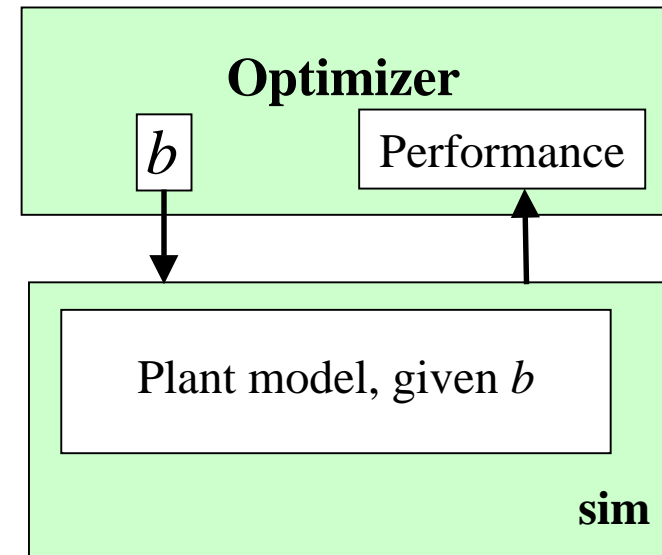 Optimizer
b
Performance
Plant model, given b
sim